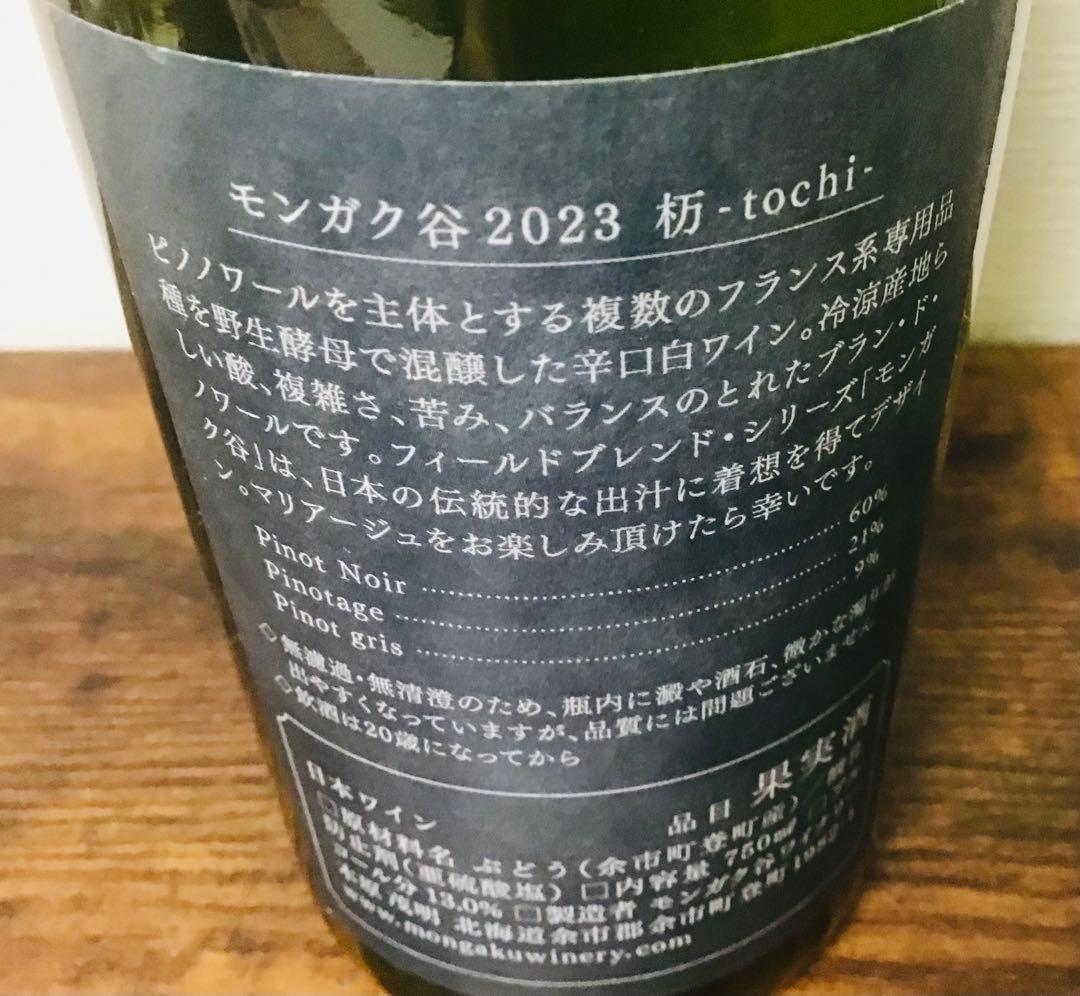 モンガク谷2023 栃 -tochi-
ピノノワールを主体とする複数のフランス系専用品
種を野生酵母で混醸した辛口白ワイン。冷涼産地ら
しい酸、複雑さ、苦み、バランスのとれたブラン・ド・
ノワールです。フィールドブレンド・シリーズ「モンガ
ク谷」は、日本の伝統的な出汁に着想を得てデザイ
ン。マリアージュをお楽しみ頂けたら幸いです。
Pinot Noir 60%
Pinotage 21%
Pinot gris 9%
◇無濾過・無清澄のため、瓶内に澱や酒石、微かな濁りが
出やすくなっていますが、品質には問題ございません
◇飲酒は20歳になってから
日本ワイン 品目 果実酒
□原材料名 ぶどう(余市町登町産)/酸化
防止剤(亜硫酸塩) □内容量 750ml □アル
コール分 13.0% □製造者 モンガク谷ワイナリー
木原茂明 北海道余市郡余市町登町
www.mongakuwinery.com